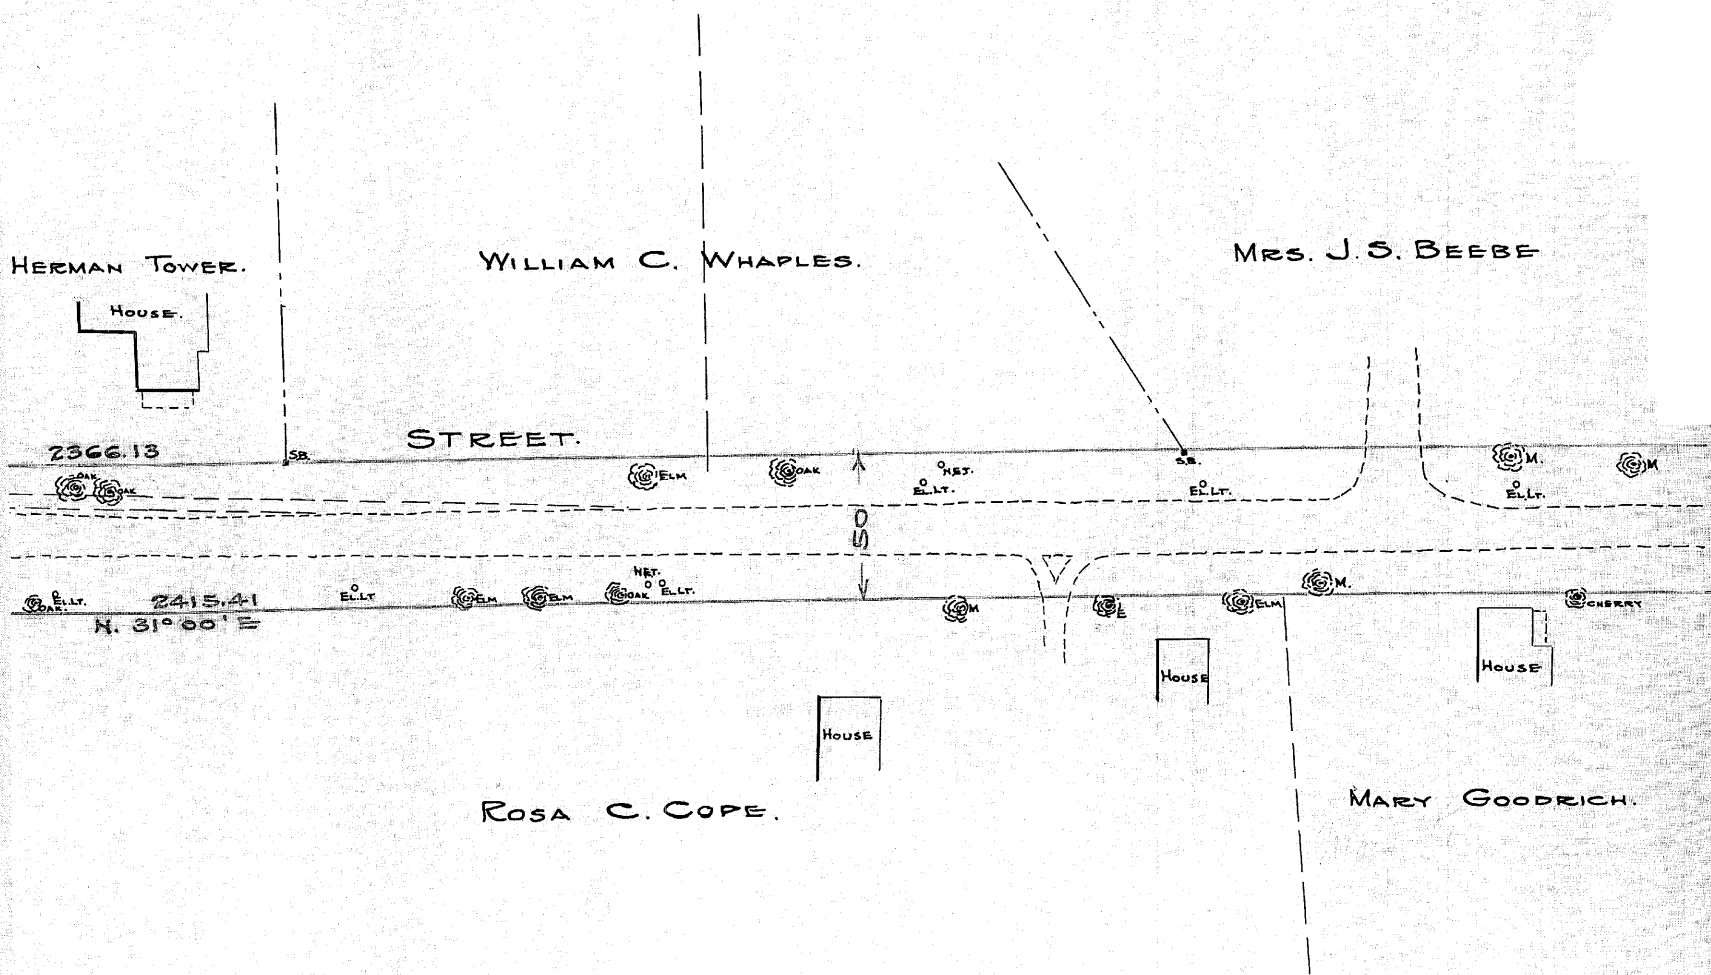 HERMAN TOWER.
WILLIAM C. WHAPLES.
MRS. J. S. BEEBE
HOUSE.
STREET.
2366.13
S.B.
S.B.
OAK
OAK
ELM
OAK
N.E.T.
EL.LT.
EL.LT.
M.
M
EL.LT.
50
N.E.T.
OAK
EL.LT.
OAK.
EL.LT.
2415.41
N. 31° 00' E
EL.LT
ELM
ELM
M
E
ELM
M.
CHERRY
HOUSE
HOUSE
HOUSE
ROSA C. COPE.
MARY GOODRICH.